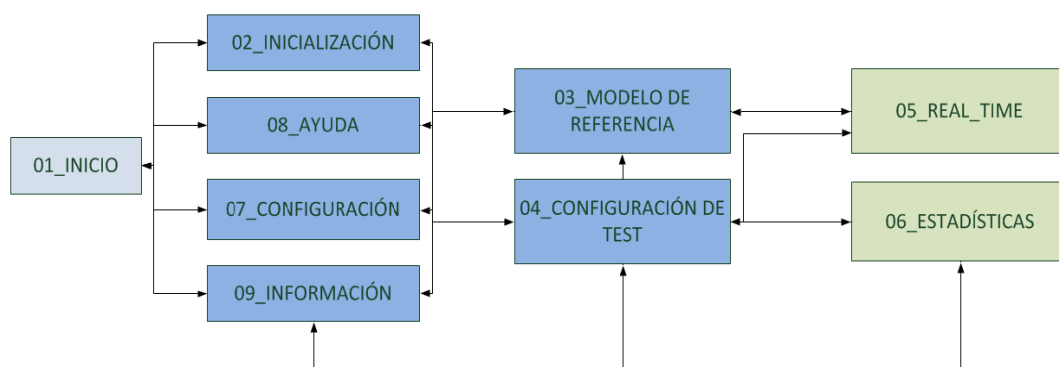 01_INICIO
02_INICIALIZACIÓN
08_AYUDA
07_CONFIGURACIÓN
09_INFORMACIÓN
03_MODELO DE
REFERENCIA
04_CONFIGURACIÓN DE
TEST
05_REAL_TIME
06_ESTADÍSTICAS